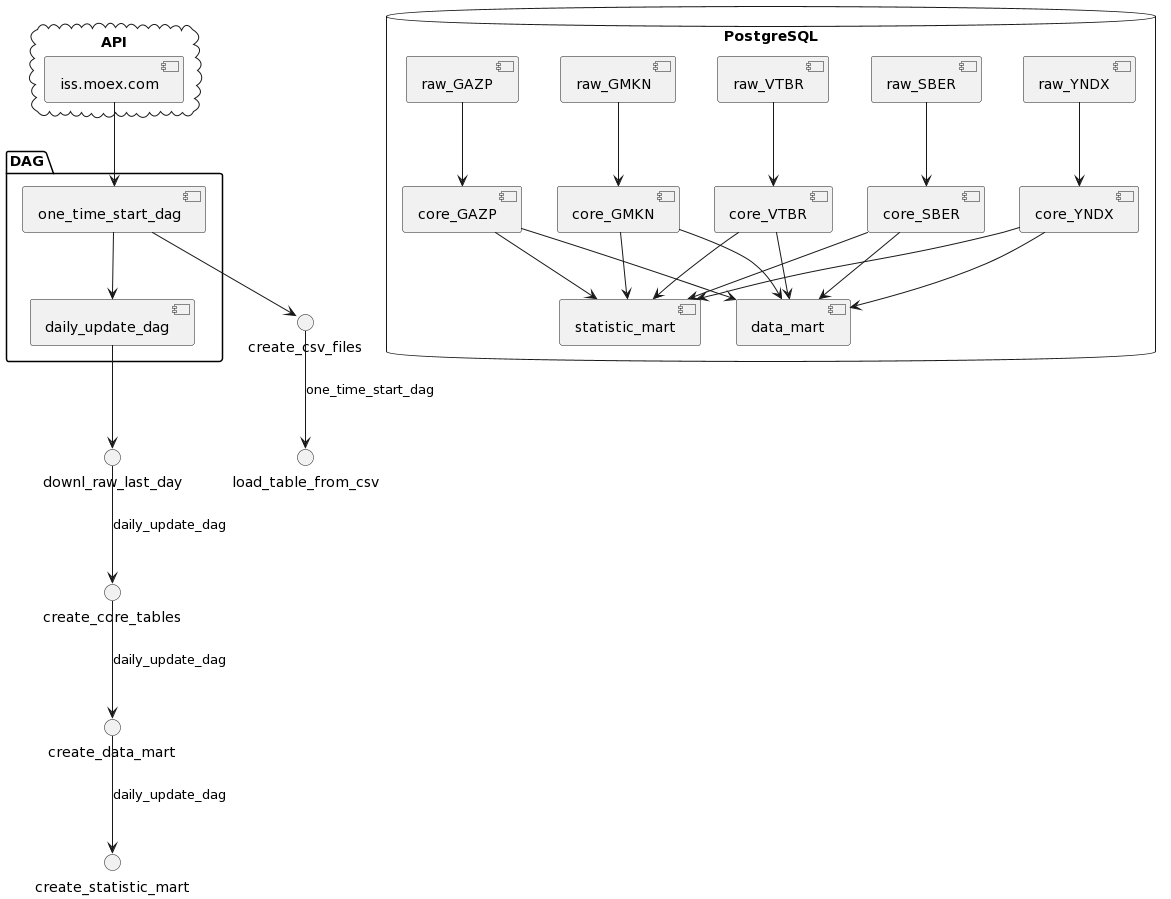 API
iss.moex.com
DAG
one_time_start_dag
daily_update_dag
create_csv_files
one_time_start_dag
load_table_from_csv
downl_raw_last_day
daily_update_dag
create_core_tables
daily_update_dag
create_data_mart
daily_update_dag
create_statistic_mart
PostgreSQL
raw_GAZP
raw_GMKN
raw_VTBR
raw_SBER
raw_YNDX
core_GAZP
core_GMKN
core_VTBR
core_SBER
core_YNDX
statistic_mart
data_mart